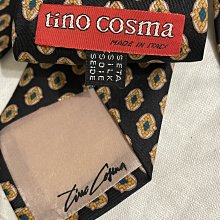 tino cosma
MADE IN ITALY
SETA
SILK
SOIE
SEIDE
Tino Cosma